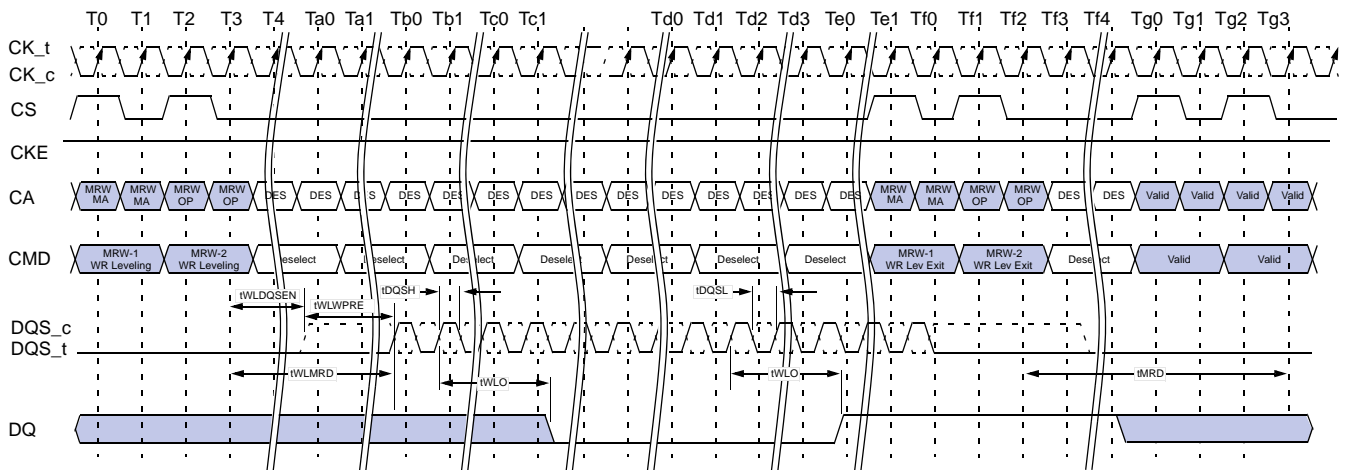 T0 T1 T2 T3 T4 Ta0 Ta1 Tb0 Tb1 Tc0 Tc1 Td0 Td1 Td2 Td3 Te0 Te1 Tf0 Tf1 Tf2 Tf3 Tf4 Tg0 Tg1 Tg2 Tg3
CK_t
CK_c
CS
CKE
CA
MRW MRW MRW MRW DES DES DES DES DES DES DES DES DES DES DES DES DES DES MRW MRW MRW MRW DES DES Valid Valid Valid Valid
MA MA OP OP MA MA OP OP
CMD
MRW-1 MRW-2 Deselect Deselect Deselect Deselect Deselect Deselect Deselect MRW-1 MRW-2 Deselect Valid Valid
WR Leveling WR Leveling WR Lev Exit WR Lev Exit
tDQSH tDQSL
tWLDQSEN
tWLWPRE
DQS_c
DQS_t
tWLMRD tWLO tWLO tMRD
DQ